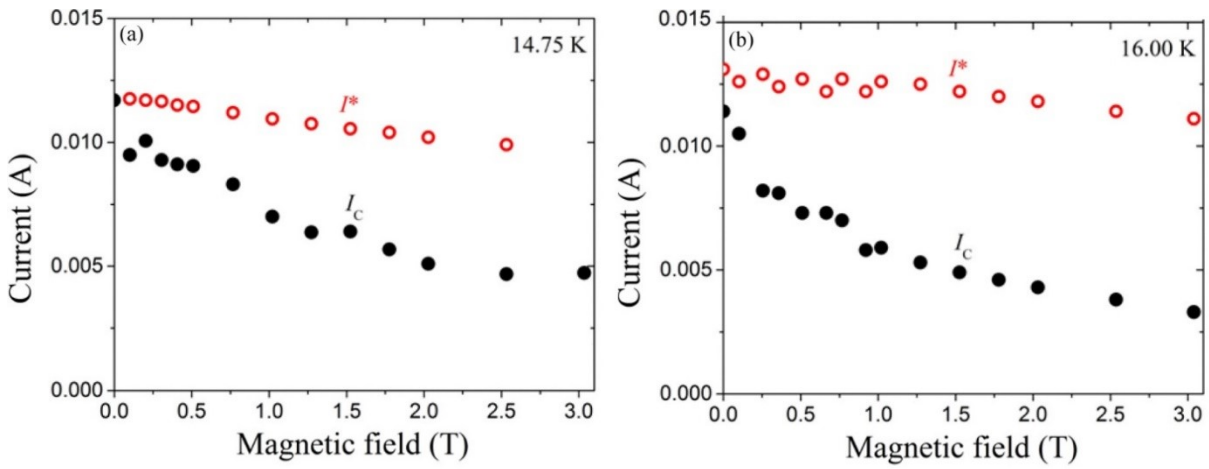 (a)
14.75 K
0.015
0.010
0.005
0.000
Current (A)
I*
I_C
0.0 0.5 1.0 1.5 2.0 2.5 3.0
Magnetic field (T)
(b)
16.00 K
0.015
0.010
0.005
0.000
Current (A)
I*
I_C
0.0 0.5 1.0 1.5 2.0 2.5 3.0
Magnetic field (T)